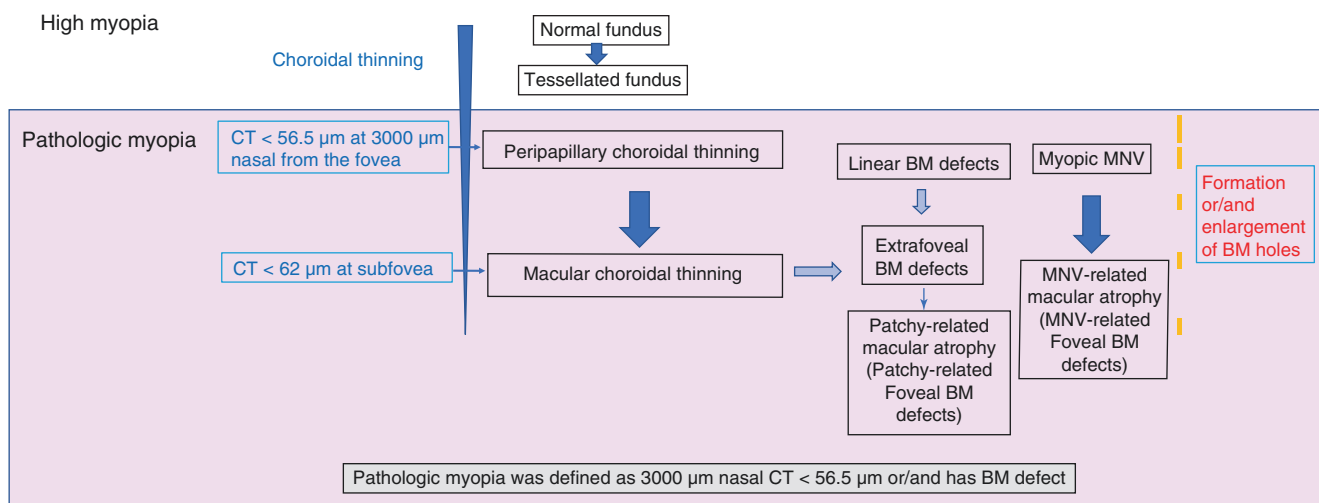 High myopia
Choroidal thinning
Normal fundus
Tessellated fundus
Pathologic myopia
CT < 56.5 µm at 3000 µm
nasal from the fovea
Peripapillary choroidal thinning
Linear BM defects
Myopic MNV
Formation
or/and
enlargement
of BM holes
CT < 62 µm at subfovea
Macular choroidal thinning
Extrafoveal
BM defects
MNV-related
macular atrophy
(MNV-related
Foveal BM
defects)
Patchy-related
macular atrophy
(Patchy-related
Foveal BM
defects)
Pathologic myopia was defined as 3000 µm nasal CT < 56.5 µm or/and has BM defect